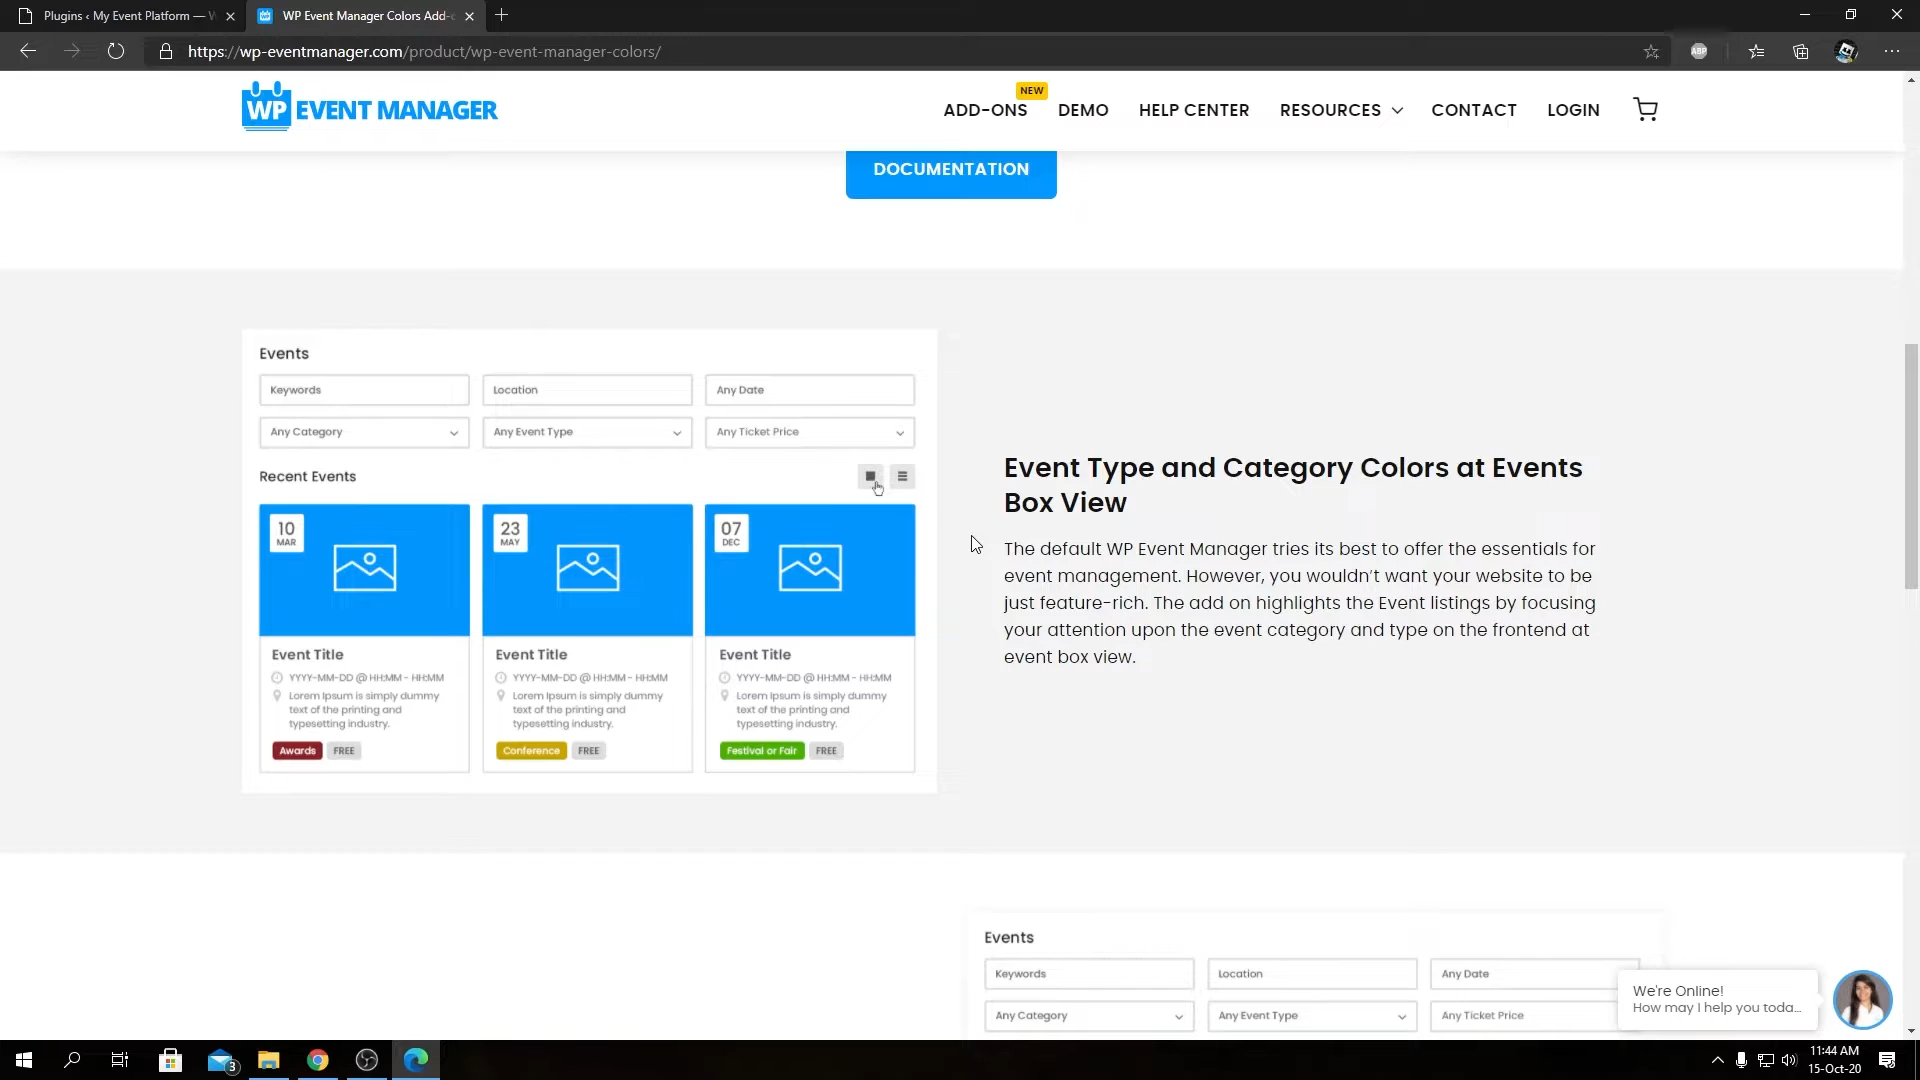 Plugins ‹ My Event Platform — W
WP Event Manager Colors Add-o
https://wp-eventmanager.com/product/wp-event-manager-colors/
ABP
WP EVENT MANAGER
NEW
ADD-ONS
DEMO
HELP CENTER
RESOURCES
CONTACT
LOGIN
DOCUMENTATION
Events
Keywords
Location
Any Date
Any Category
Any Event Type
Any Ticket Price
Recent Events
10
MAR
23
MAY
07
DEC
Event Title
YYYY-MM-DD @ HH:MM - HH:MM
Lorem Ipsum is simply dummy
text of the printing and
typesetting industry.
Awards
FREE
Event Title
YYYY-MM-DD @ HH:MM - HH:MM
Lorem Ipsum is simply dummy
text of the printing and
typesetting industry.
Conference
FREE
Event Title
YYYY-MM-DD @ HH:MM - HH:MM
Lorem Ipsum is simply dummy
text of the printing and
typesetting industry.
Festival or Fair
FREE
Event Type and Category Colors at Events
Box View
The default WP Event Manager tries its best to offer the essentials for
event management. However, you wouldn't want your website to be
just feature-rich. The add on highlights the Event listings by focusing
your attention upon the event category and type on the frontend at
event box view.
Events
Keywords
Location
Any Date
Any Category
Any Event Type
Any Ticket Price
We're Online!
How may I help you toda...
3
11:44 AM
15-Oct-20